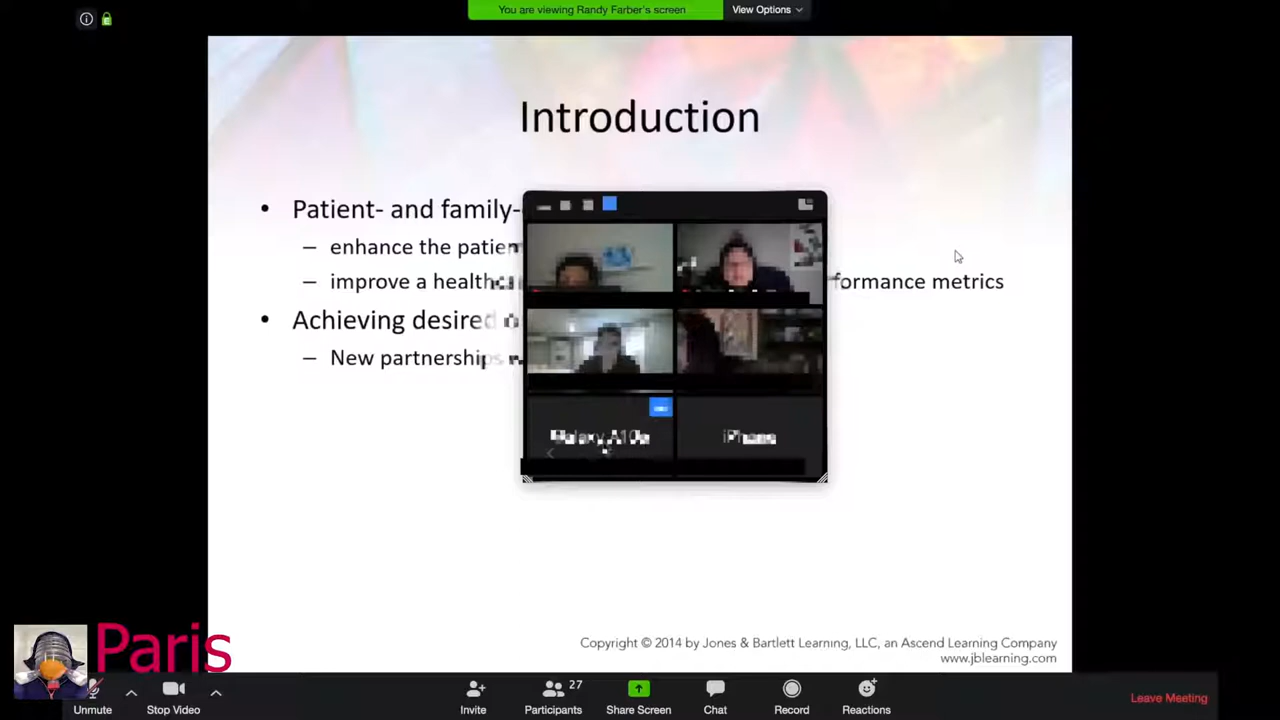 You are viewing Randy Farber's screen
View Options
Introduction
• Patient- and family-
– enhance the patien
– improve a healthc formance metrics
• Achieving desired
– New partnerships
iPhone
Copyright © 2014 by Jones & Bartlett Learning, LLC, an Ascend Learning Company
www.jblearning.com
Paris
27
Unmute
Stop Video
Invite
Participants
Share Screen
Chat
Record
Reactions
Leave Meeting